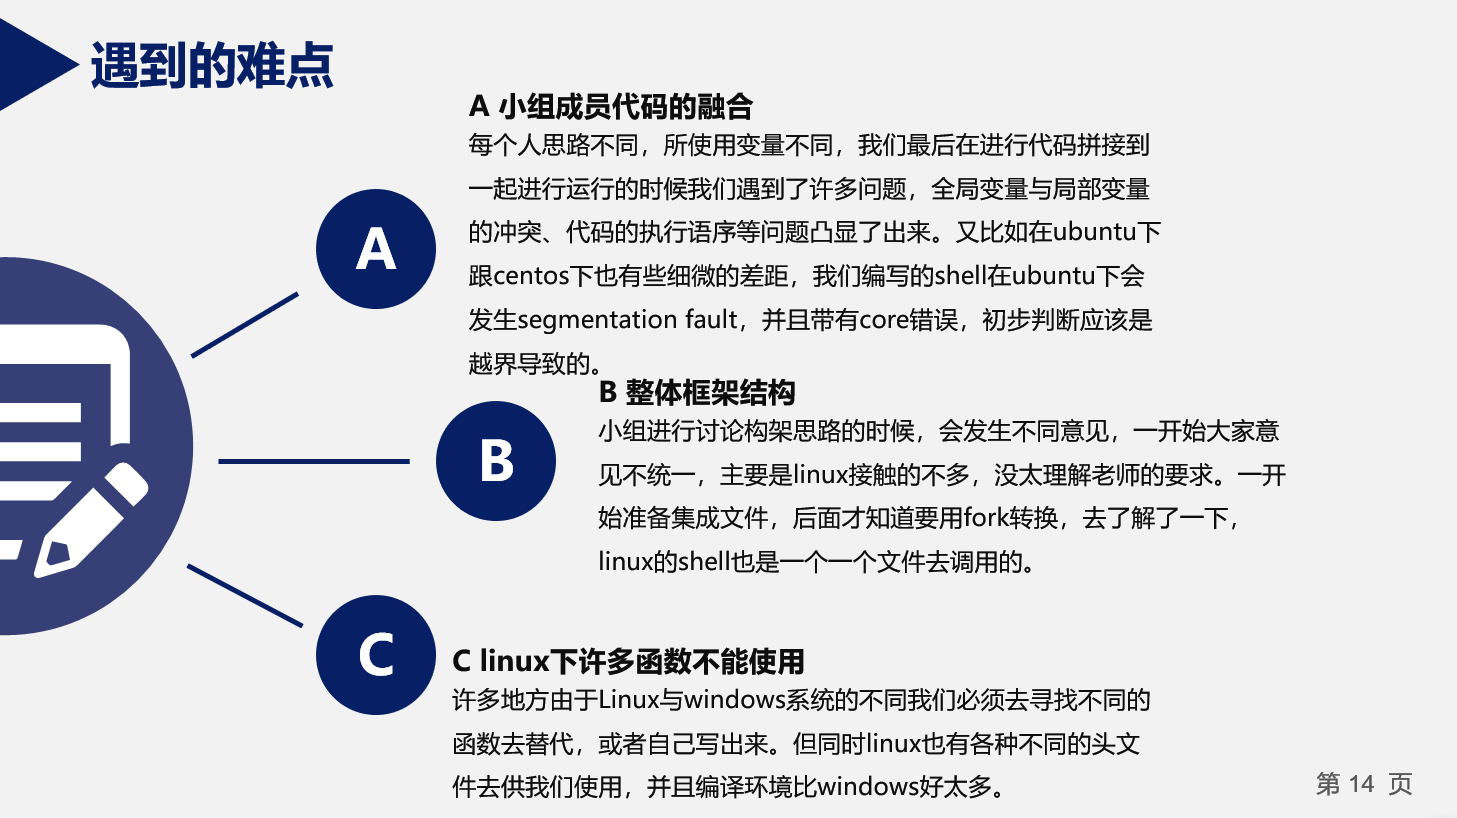 遇到的难点
A 小组成员代码的融合
每个人思路不同，所使用变量不同，我们最后在进行代码拼接到
一起进行运行的时候我们遇到了许多问题，全局变量与局部变量
的冲突、代码的执行语序等问题凸显了出来。又比如在ubuntu下
跟centos下也有些细微的差距，我们编写的shell在ubuntu下会
发生segmentation fault，并且带有core错误，初步判断应该是
越界导致的。
A
B 整体框架结构
小组进行讨论构架思路的时候，会发生不同意见，一开始大家意
见不统一，主要是linux接触的不多，没太理解老师的要求。一开
始准备集成文件，后面才知道要用fork转换，去了解了一下，
linux的shell也是一个一个文件去调用的。
B
C linux下许多函数不能使用
许多地方由于Linux与windows系统的不同我们必须去寻找不同的
函数去替代，或者自己写出来。但同时linux也有各种不同的头文
件去供我们使用，并且编译环境比windows好太多。
C
第 14 页